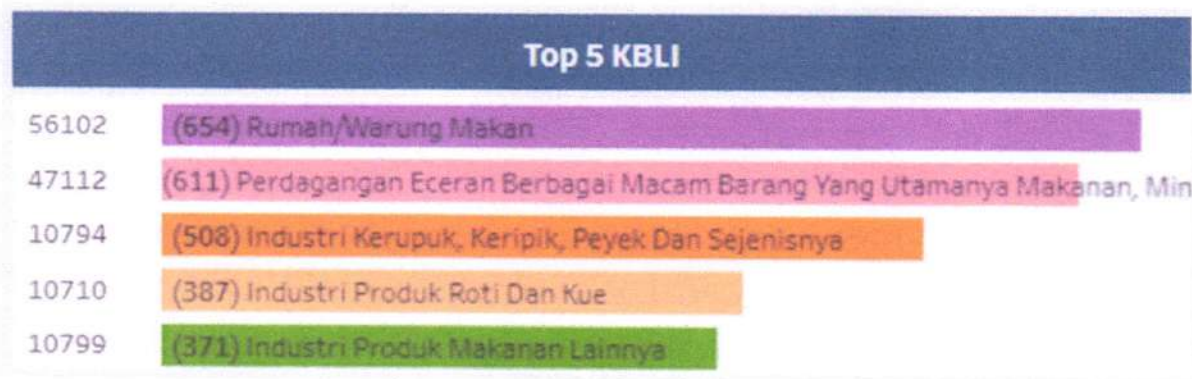 Top 5 KBLI
56102 (654) Rumah/Warung Makan
47112 (611) Perdagangan Eceran Berbagai Macam Barang Yang Utamanya Makanan, Min
10794 (508) Industri Kerupuk, Keripik, Peyek Dan Sejenisnya
10710 (387) Industri Produk Roti Dan Kue
10799 (371) Industri Produk Makanan Lainnya